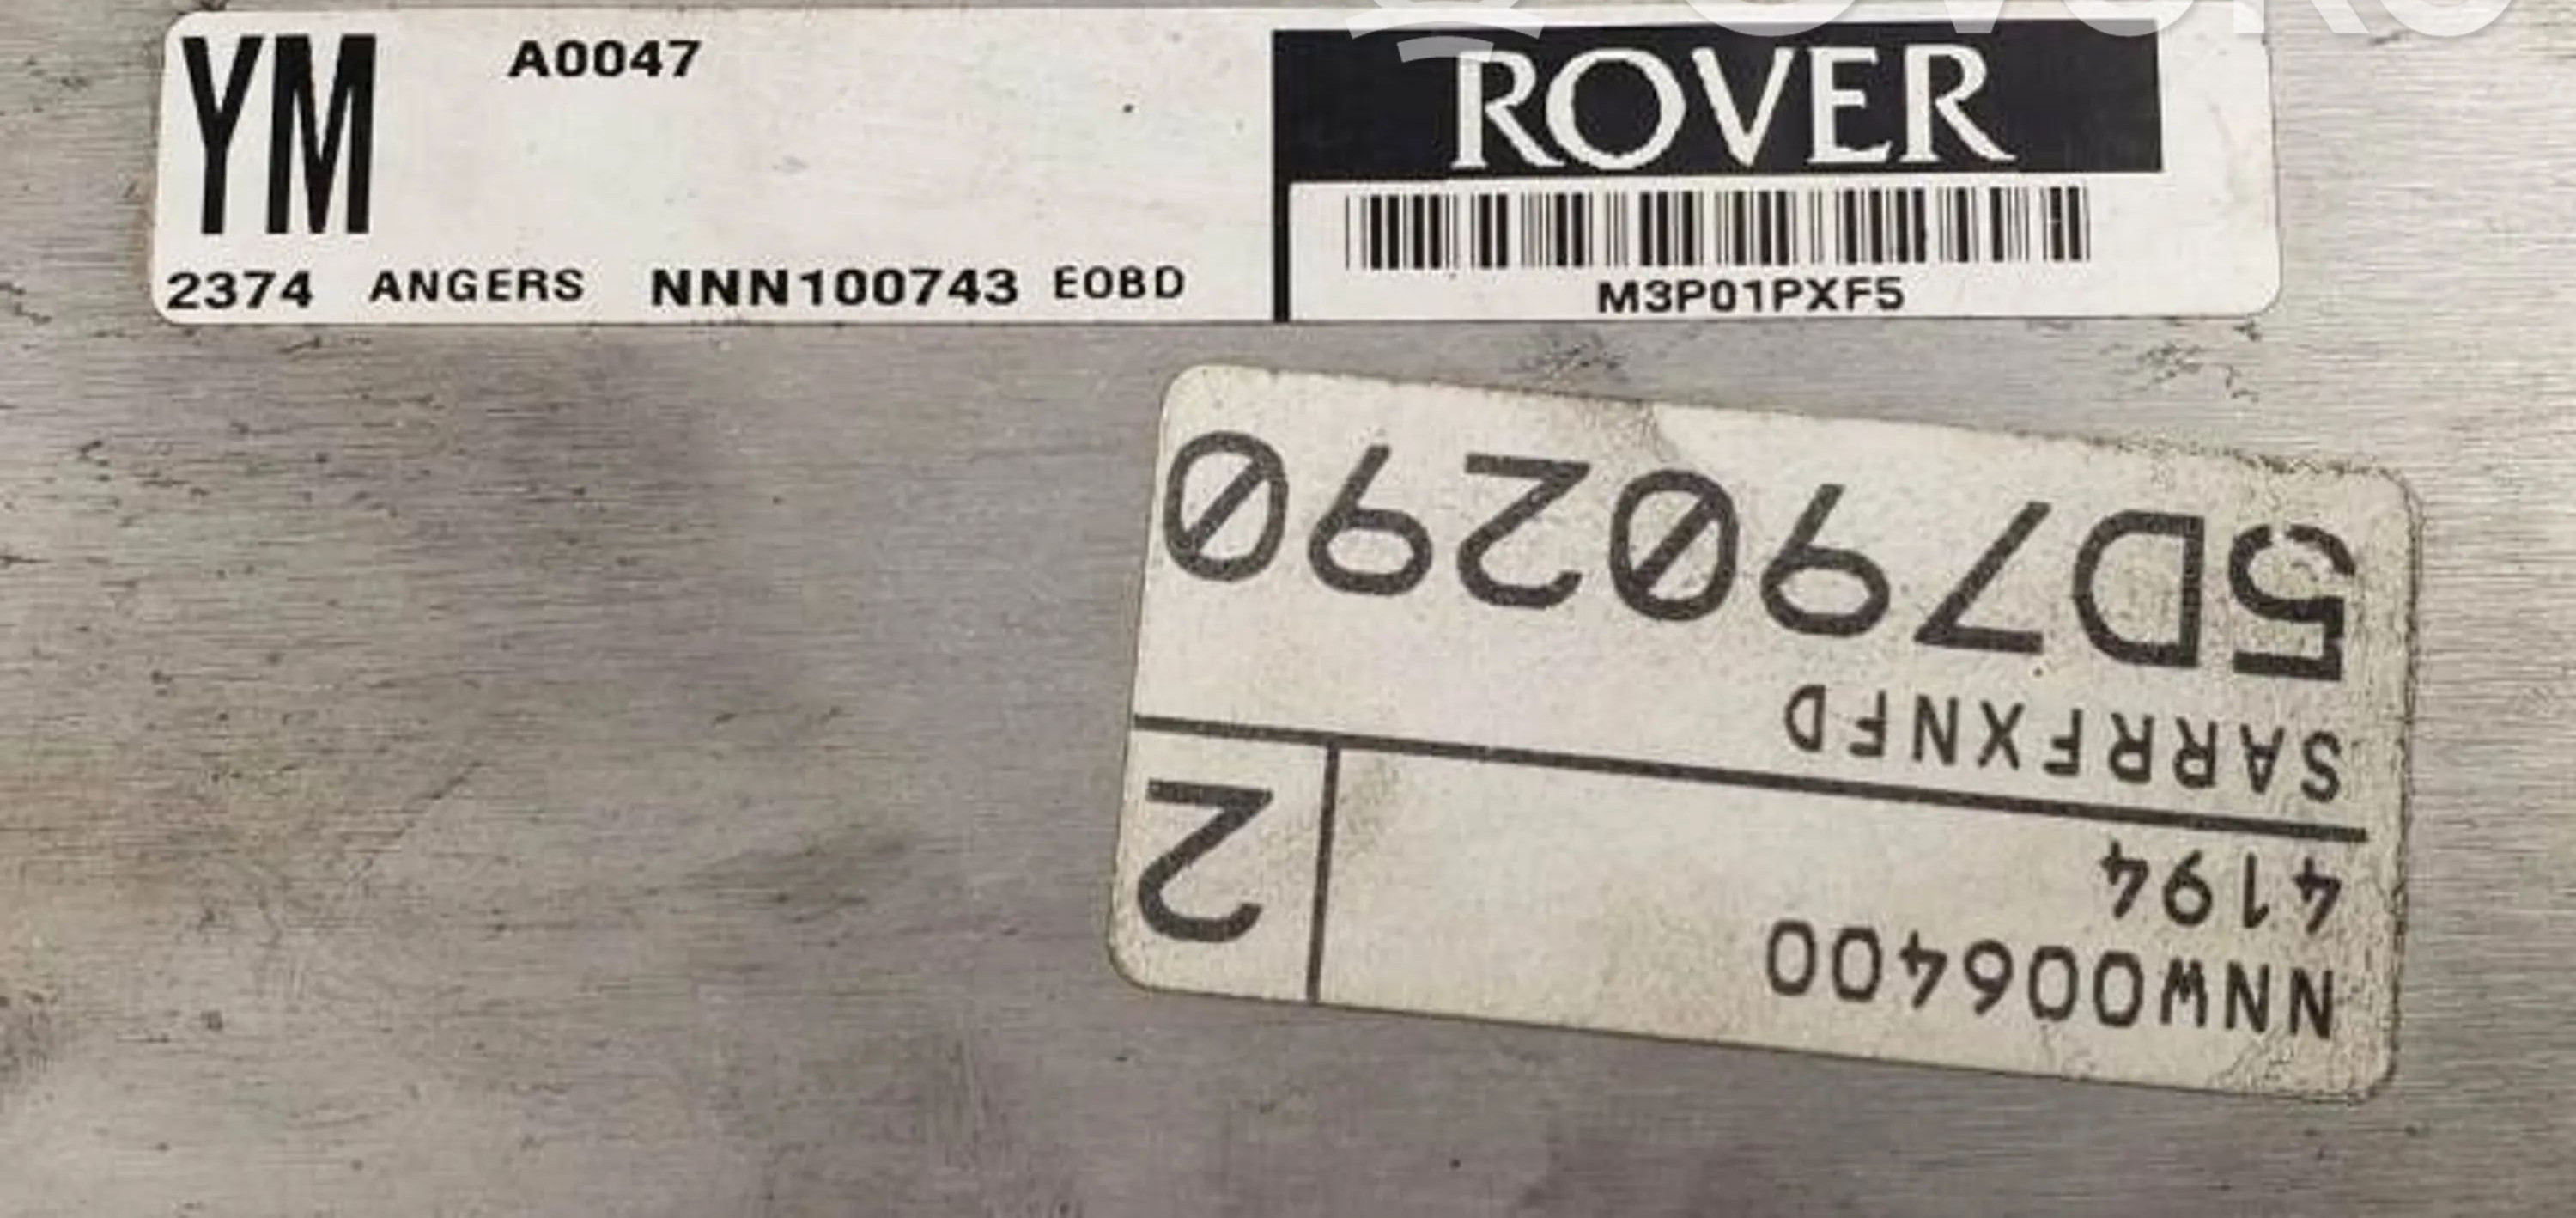 YM A0047
ROVER
2374 ANGERS NNN100743 EOBD
M3P01PXF5
NNW006400
4194
2
SARRFXNFD
5D790290